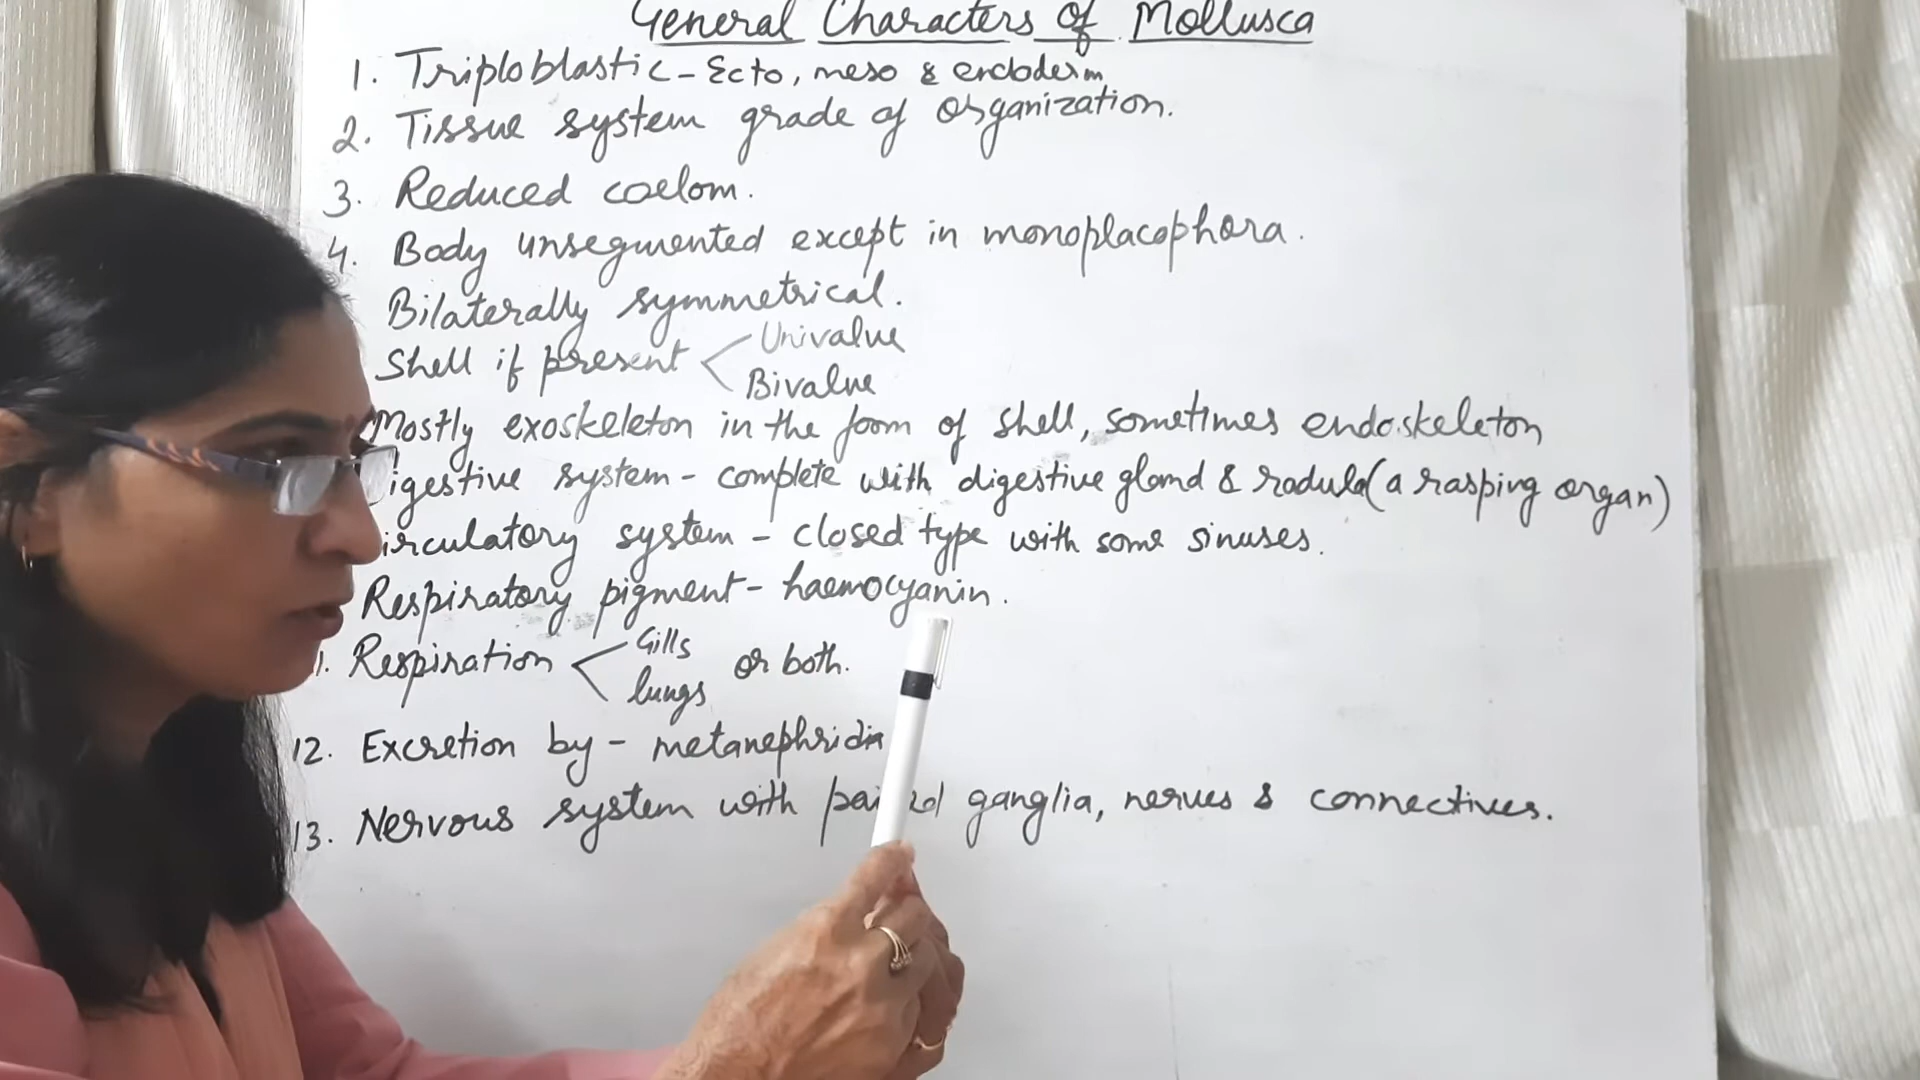 General Characters of Mollusca
1. Triploblastic - Ecto, meso & endoderm
2. Tissue system grade of organization.
3. Reduced coelom.
4. Body unsegmented except in monoplacophora.
Bilaterally symmetrical.
Shell if present < Univalve
Bivalve
Mostly exoskeleton in the form of shell, sometimes endoskeleton
igestive system - complete with digestive gland & radula (a rasping organ)
irculatory system - closed type with some sinuses.
Respiratory pigment - haemocyanin.
1. Respiration < Gills
lungs or both.
12. Excretion by - metanephridia
13. Nervous system with ganglia, nerves & connectives.